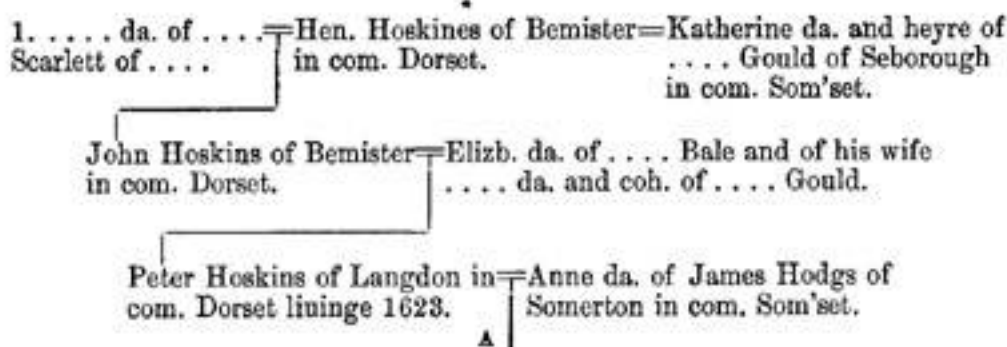 1. . . . . da. of . . . .=Hen. Hoskines of Bemister=Katherine da. and heyre of
Scarlett of . . . . in com. Dorset. . . . . Gould of Seborough
in com. Som'set.
John Hoskins of Bemister=Elizb. da. of . . . . Bale and of his wife
in com. Dorset. . . . . da. and coh. of . . . . Gould.
Peter Hoskins of Langdon in=Anne da. of James Hodgs of
com. Dorset liuinge 1623. Somerton in com. Som'set.
A